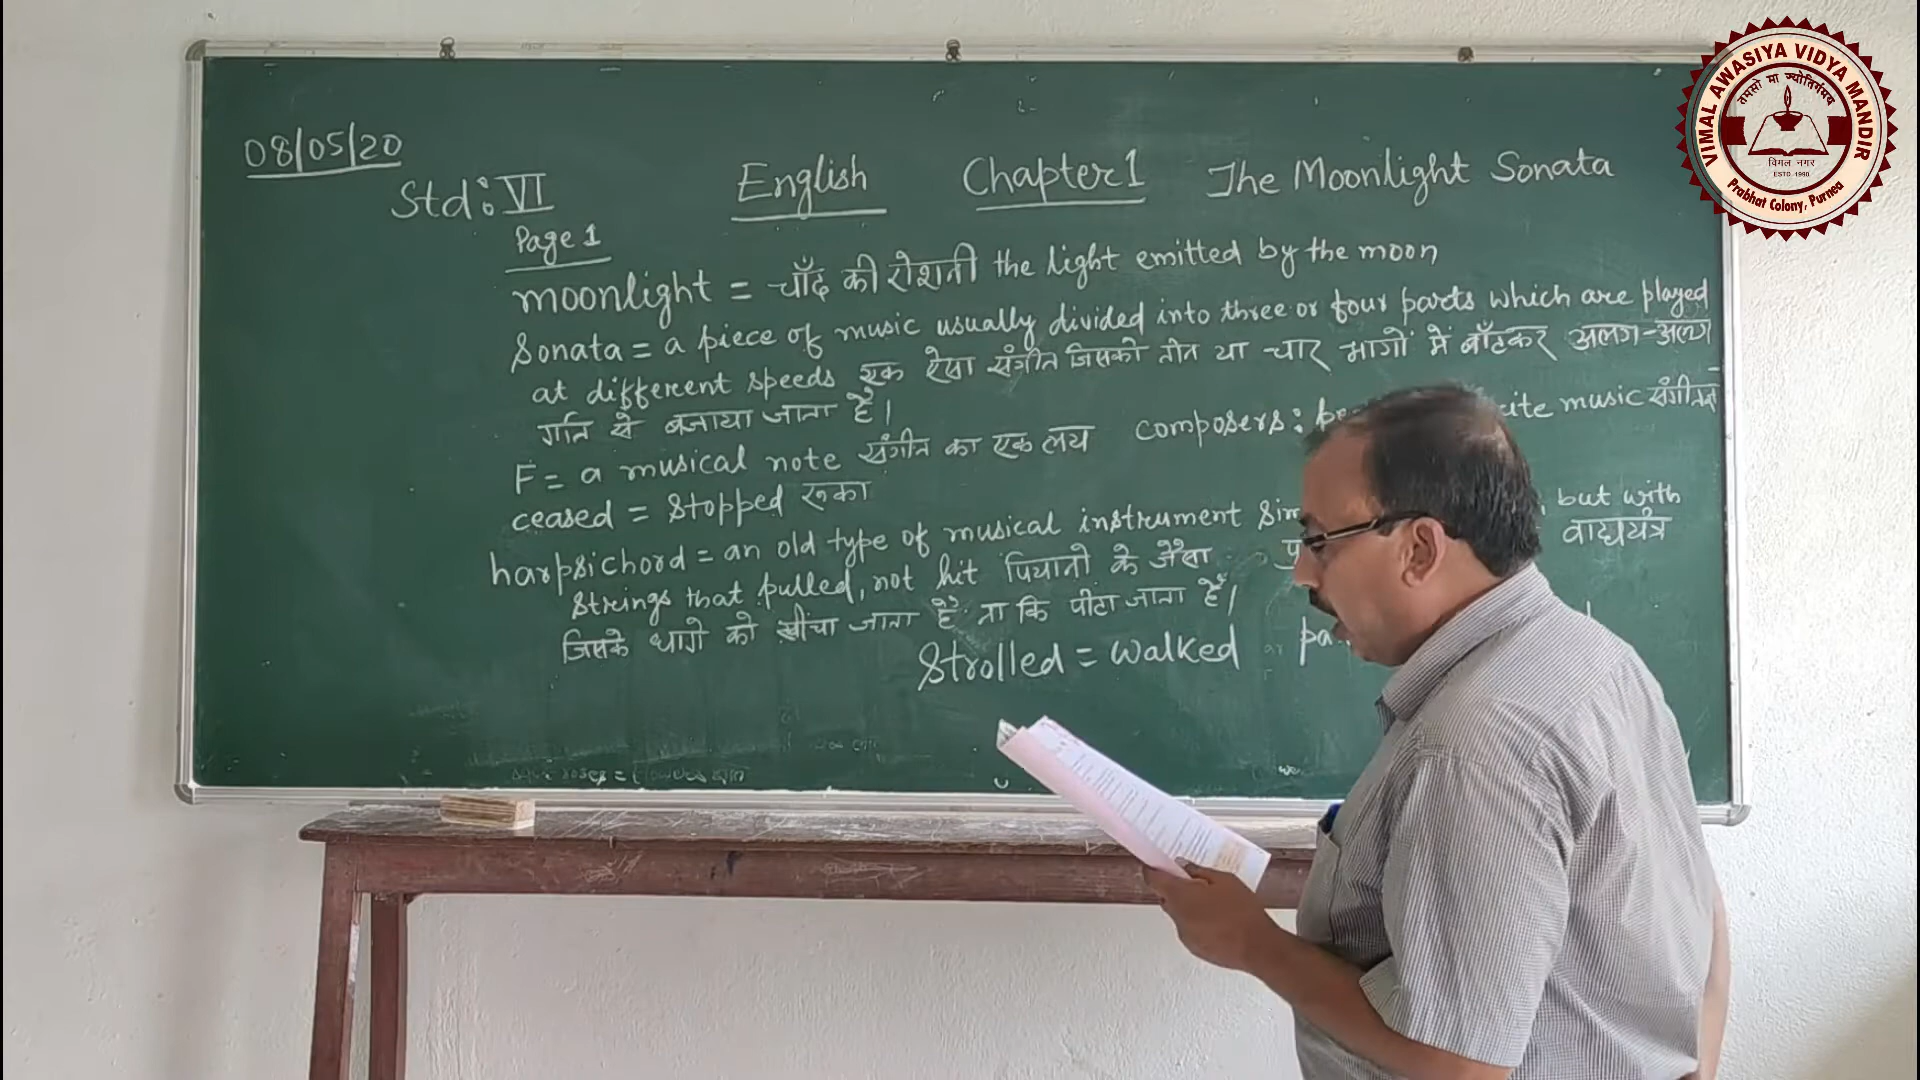 08/05/20
Std: VI English Chapter 1 The Moonlight Sonata
Page 1
moonlight = चाँद की रोशनी the light emitted by the moon
Sonata = a piece of music usually divided into three or four parts which are played
at different speeds एक ऐसा संगीत जिसको तीन या चार भागों में बाँटकर अलग-अलग
गति से बजाया जाता है।
F = a musical note संगीत का एक लय composers: music
ceased = stopped रूका
harpsichord = an old type of musical instrument but with
strings that pulled, not hit पियानो के जैसा वाद्ययंत्र
जिसके धागे को खींचा जाता है ना कि पीटा जाता है।
Strolled = walked
VIMAL AWASIYA VIDYA MANDIR
तमसो मा ज्योतिर्गमय
विमल नगर
ESTD. 1990
Prabhat Colony, Purnea